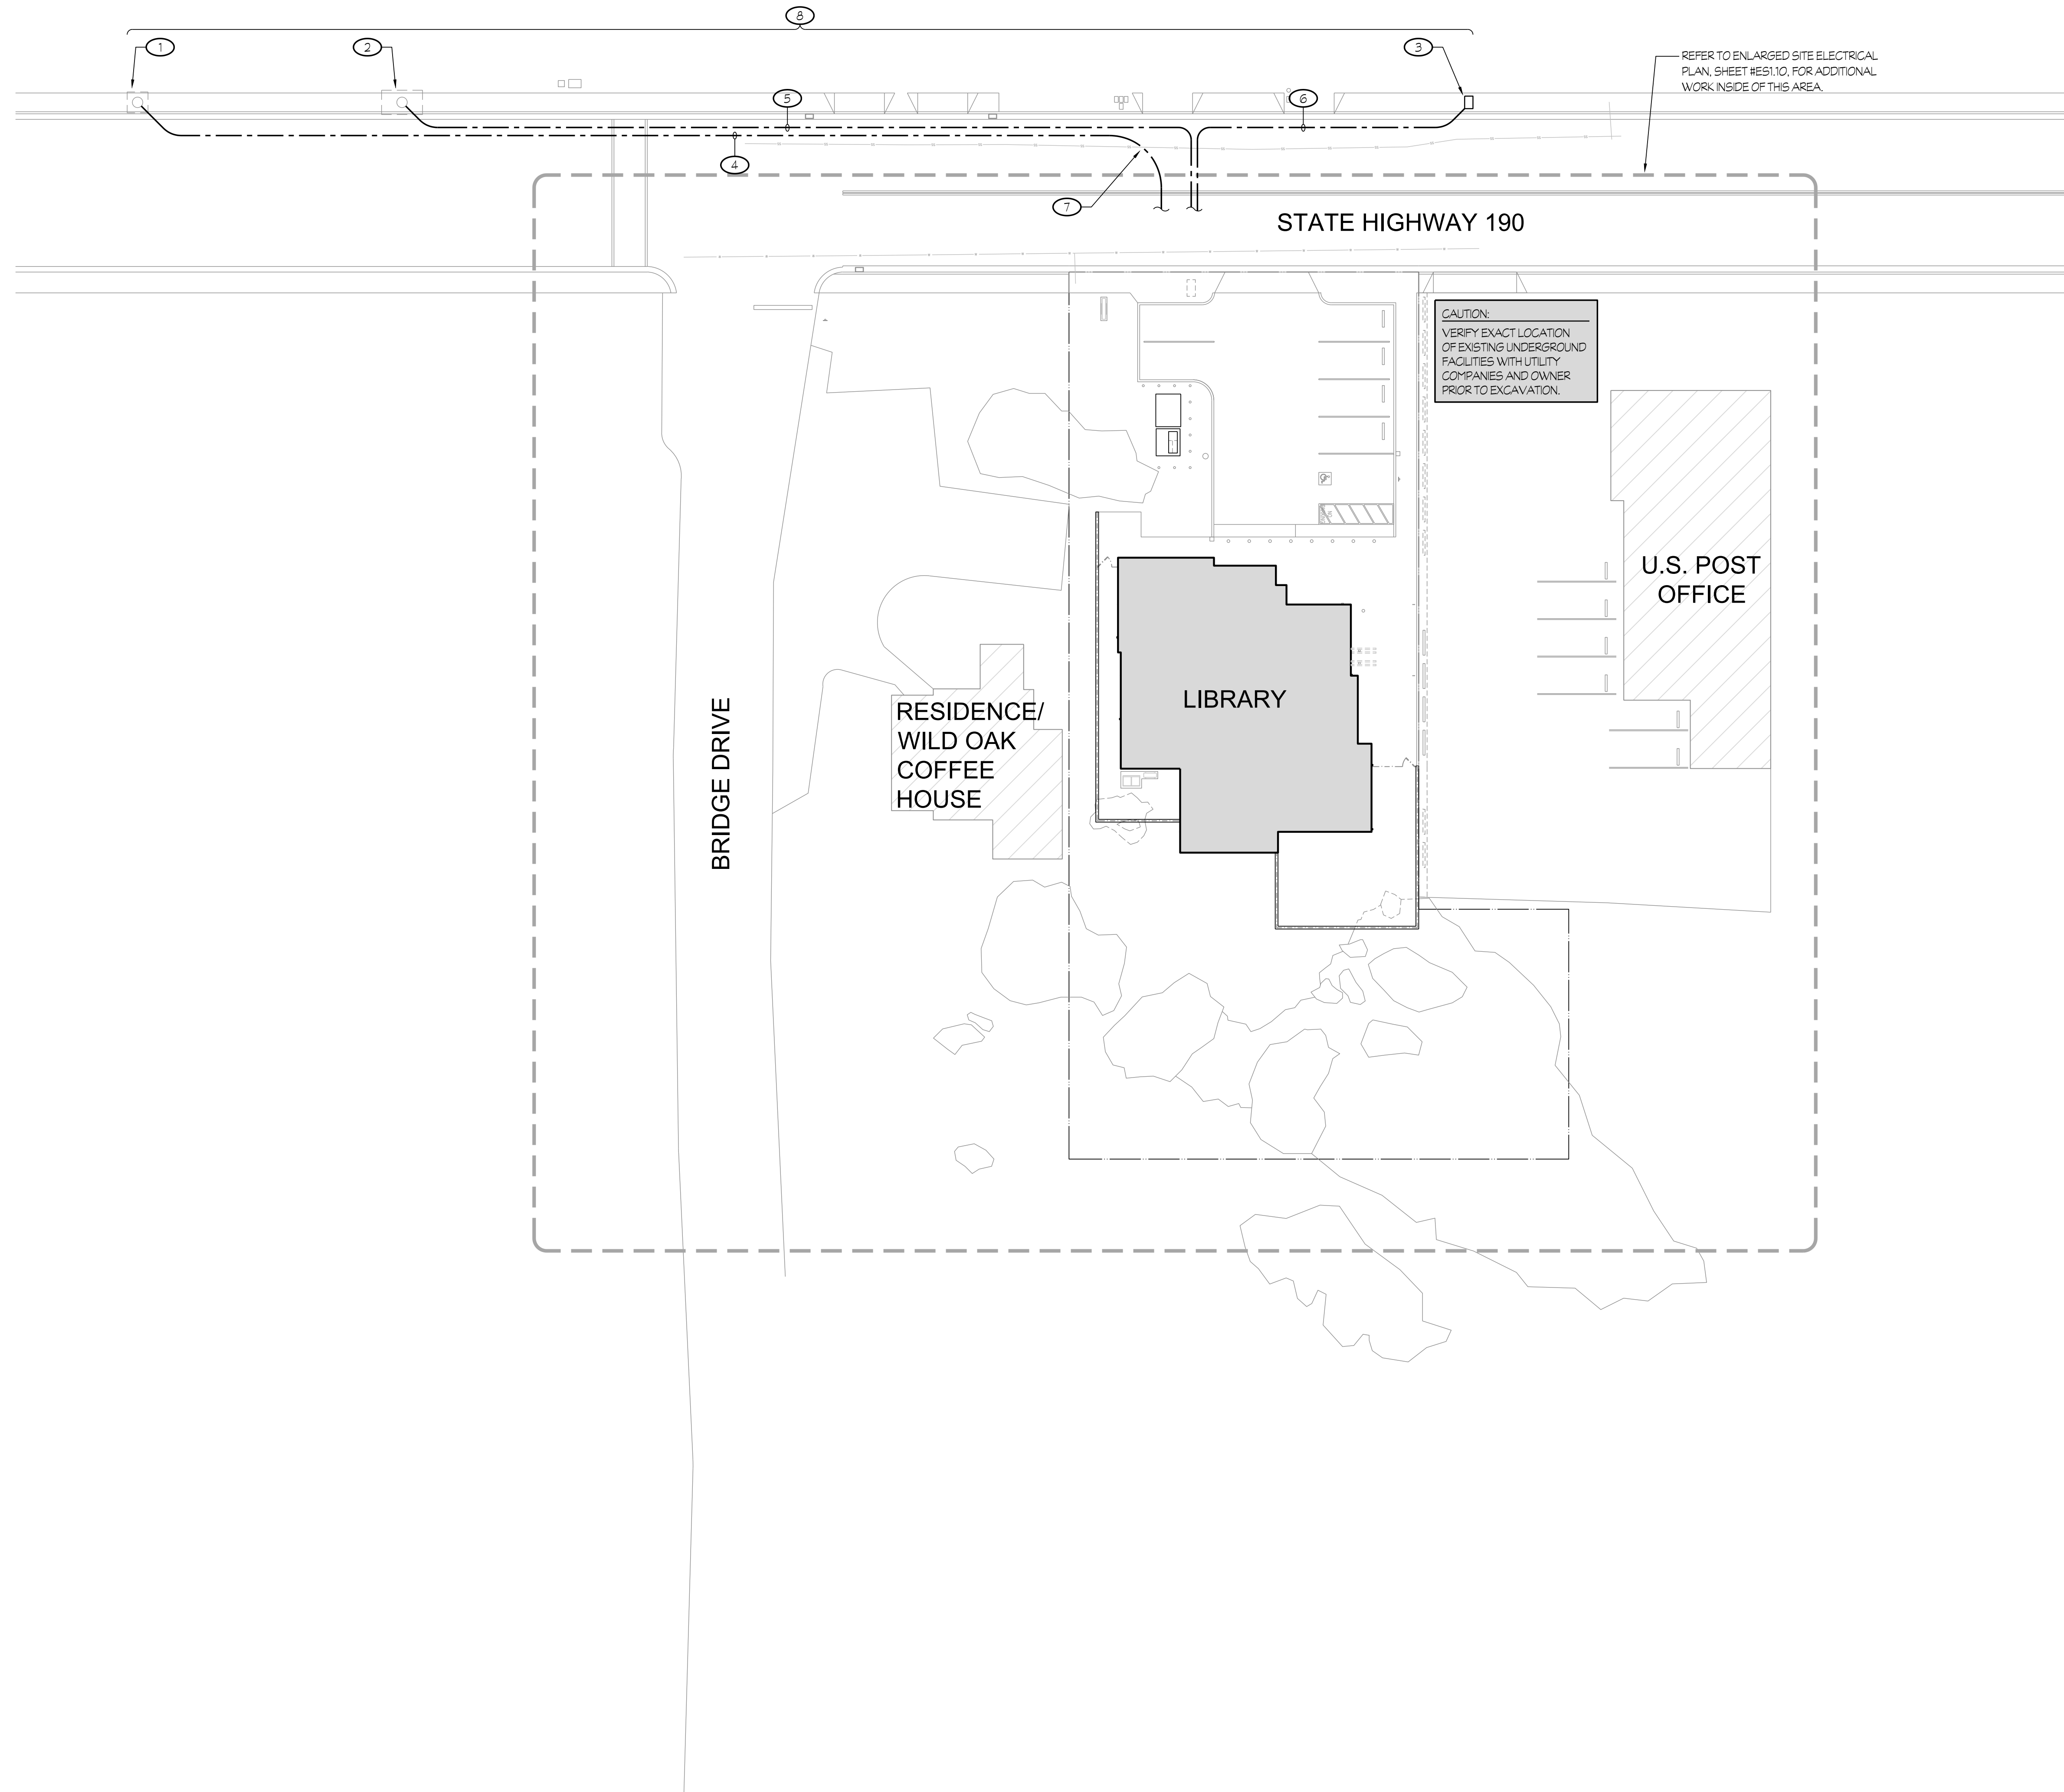 8
1
2
3
REFER TO ENLARGED SITE ELECTRICAL
PLAN, SHEET #ES1.10, FOR ADDITIONAL
WORK INSIDE OF THIS AREA.
5
6
4
7
STATE HIGHWAY 190
CAUTION:
VERIFY EXACT LOCATION
OF EXISTING UNDERGROUND
FACILITIES WITH UTILITY
COMPANIES AND OWNER
PRIOR TO EXCAVATION.
U.S. POST
OFFICE
LIBRARY
RESIDENCE/
WILD OAK
COFFEE
HOUSE
BRIDGE DRIVE